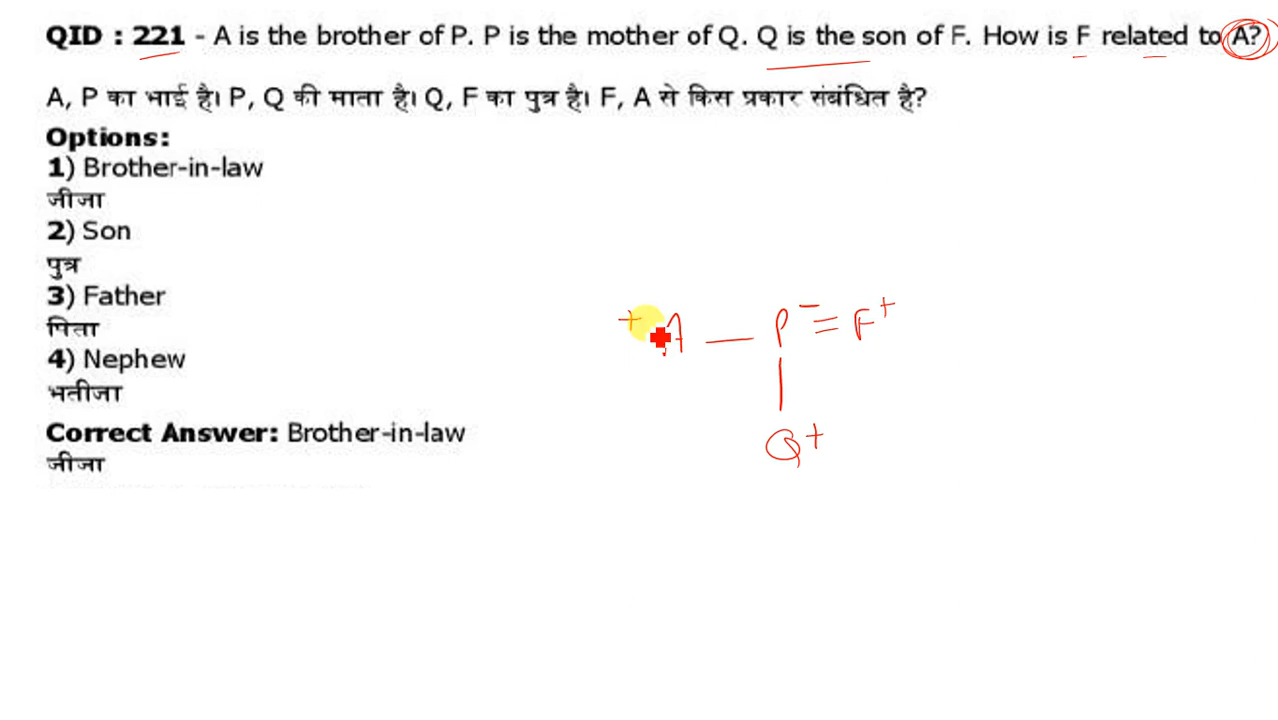 QID : 221 - A is the brother of P. P is the mother of Q. Q is the son of F. How is F related to A?
A, P का भाई है। P, Q की माता है। Q, F का पुत्र है। F, A से किस प्रकार संबंधित है?
Options:
1) Brother-in-law
जीजा
2) Son
पुत्र
3) Father
पिता
4) Nephew
भतीजा
Correct Answer: Brother-in-law
जीजा
+ A — P - = F +
Q +